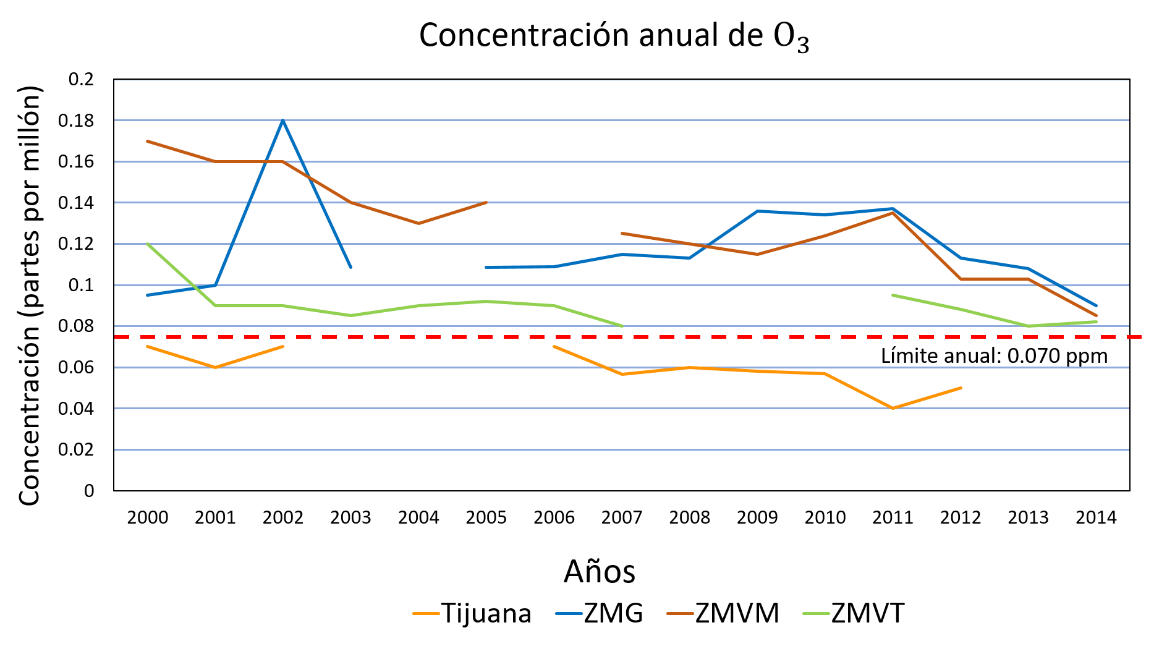 Concentración anual de O₃
Concentración (partes por millón)
0.2
0.18
0.16
0.14
0.12
0.1
0.08
0.06
0.04
0.02
0
Límite anual: 0.070 ppm
2000 2001 2002 2003 2004 2005 2006 2007 2008 2009 2010 2011 2012 2013 2014
Años
Tijuana ZMG ZMVM ZMVT